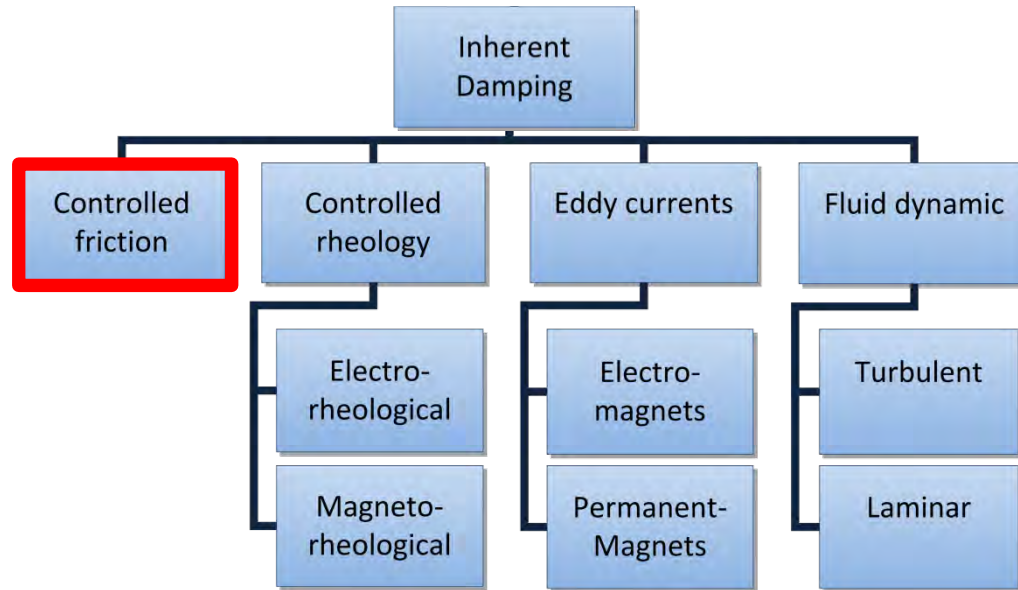 Inherent
Damping
Controlled
friction
Controlled
rheology
Eddy currents
Fluid dynamic
Electro-
rheological
Electro-
magnets
Turbulent
Magneto-
rheological
Permanent-
Magnets
Laminar